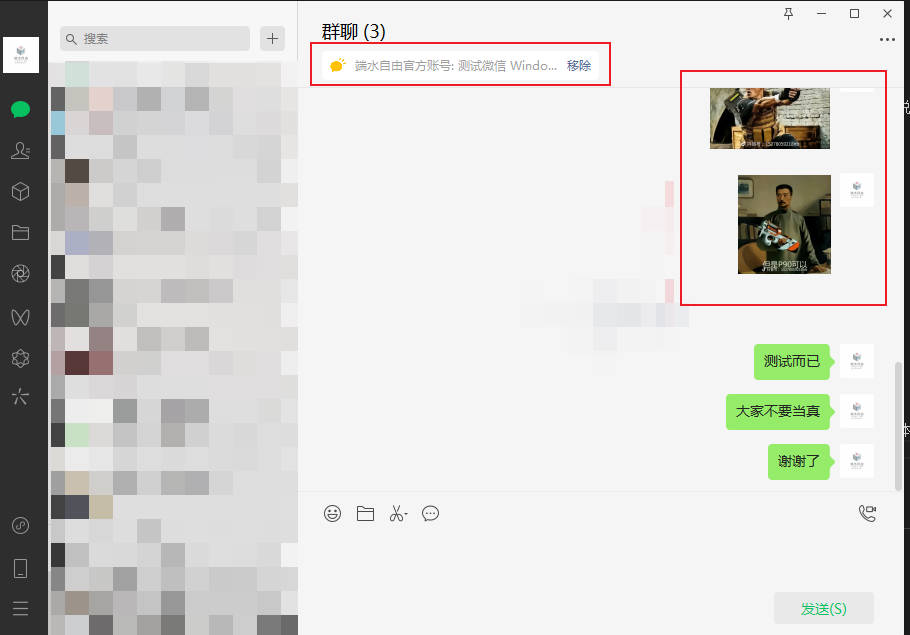 搜索
群聊 (3)
端水自由官方账号: 测试微信 Windo...
移除
但是P90可以
测试而已
大家不要当真
谢谢了
发送(S)